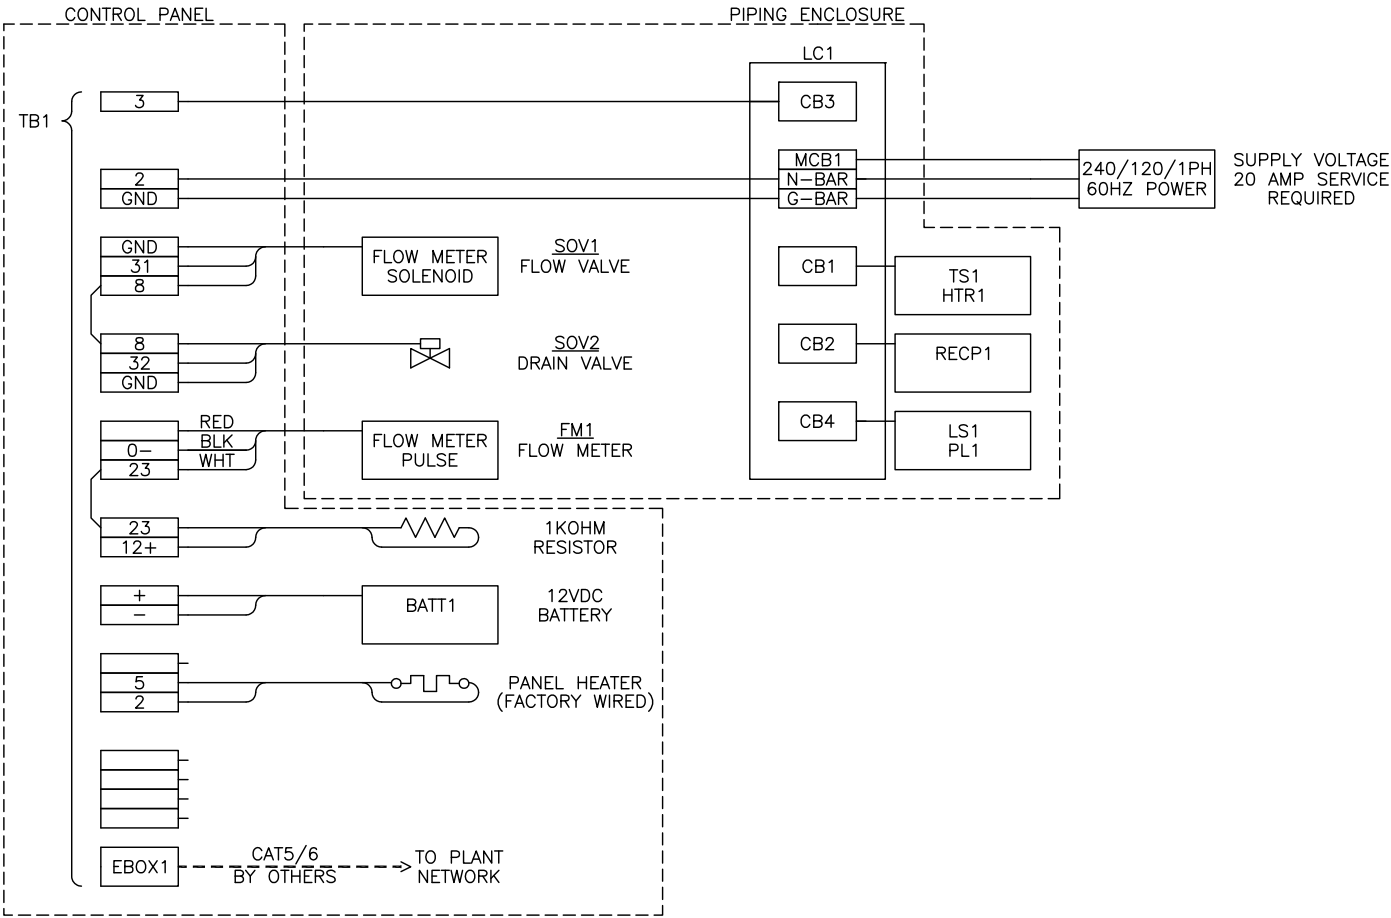 CONTROL PANEL
PIPING ENCLOSURE
LC1
TB1
3
CB3
2
GND
MCB1
N-BAR
G-BAR
240/120/1PH
60HZ POWER
SUPPLY VOLTAGE
20 AMP SERVICE
REQUIRED
GND
31
8
FLOW METER
SOLENOID
SOV1
FLOW VALVE
CB1
TS1
HTR1
8
32
GND
SOV2
DRAIN VALVE
CB2
RECP1
RED
BLK
WHT
0-
23
FLOW METER
PULSE
FM1
FLOW METER
CB4
LS1
PL1
23
12+
1KOHM
RESISTOR
+
-
BATT1
12VDC
BATTERY
5
2
PANEL HEATER
(FACTORY WIRED)
EBOX1
CAT5/6
BY OTHERS
TO PLANT
NETWORK